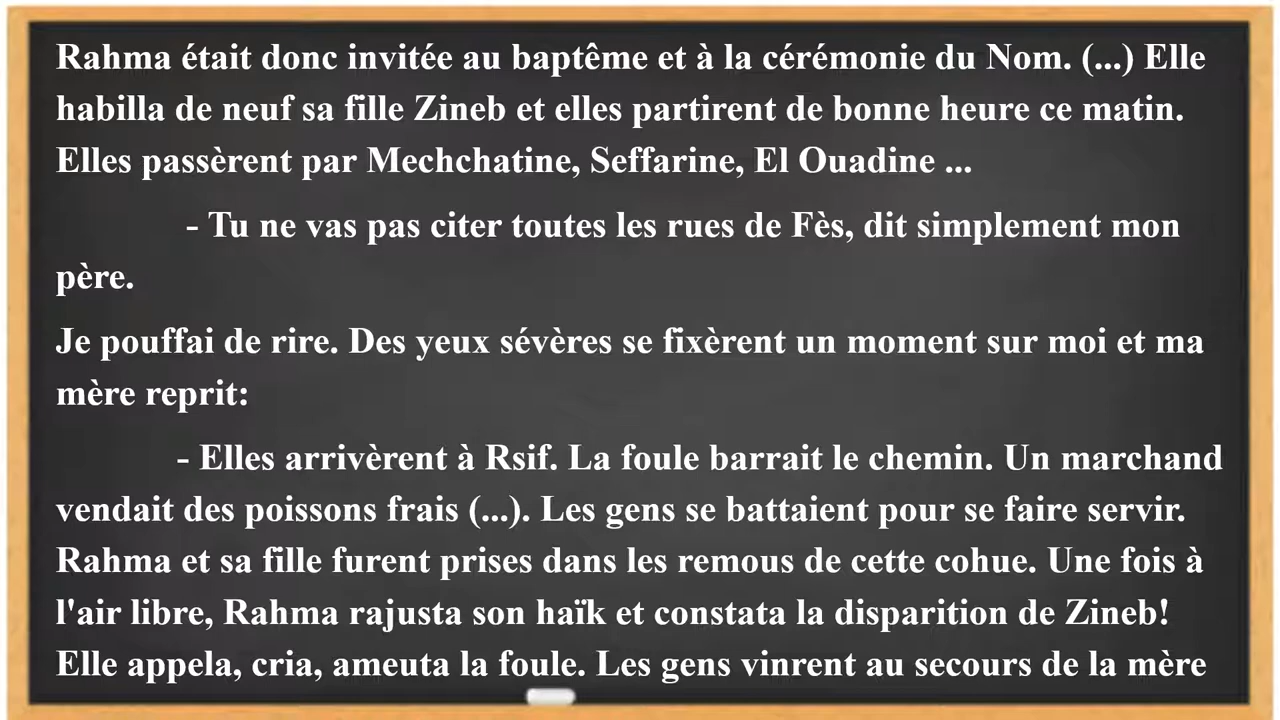 Rahma était donc invitée au baptême et à la cérémonie du Nom. (...) Elle
habilla de neuf sa fille Zineb et elles partirent de bonne heure ce matin.
Elles passèrent par Mechchatine, Seffarine, El Ouadine ...
- Tu ne vas pas citer toutes les rues de Fès, dit simplement mon
père.
Je pouffai de rire. Des yeux sévères se fixèrent un moment sur moi et ma
mère reprit:
- Elles arrivèrent à Rsif. La foule barrait le chemin. Un marchand
vendait des poissons frais (...). Les gens se battaient pour se faire servir.
Rahma et sa fille furent prises dans les remous de cette cohue. Une fois à
l'air libre, Rahma rajusta son haïk et constata la disparition de Zineb!
Elle appela, cria, ameuta la foule. Les gens vinrent au secours de la mère